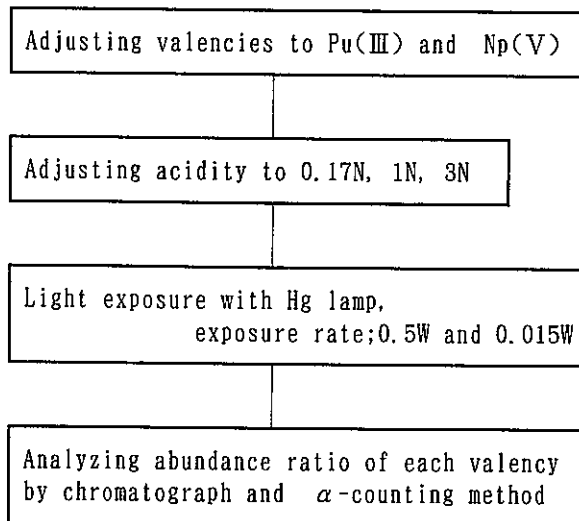 Adjusting valencies to Pu(Ⅲ) and Np(Ⅴ)
Adjusting acidity to 0.17N, 1N, 3N
Light exposure with Hg lamp,
exposure rate;0.5W and 0.015W
Analyzing abundance ratio of each valency
by chromatograph and α-counting method